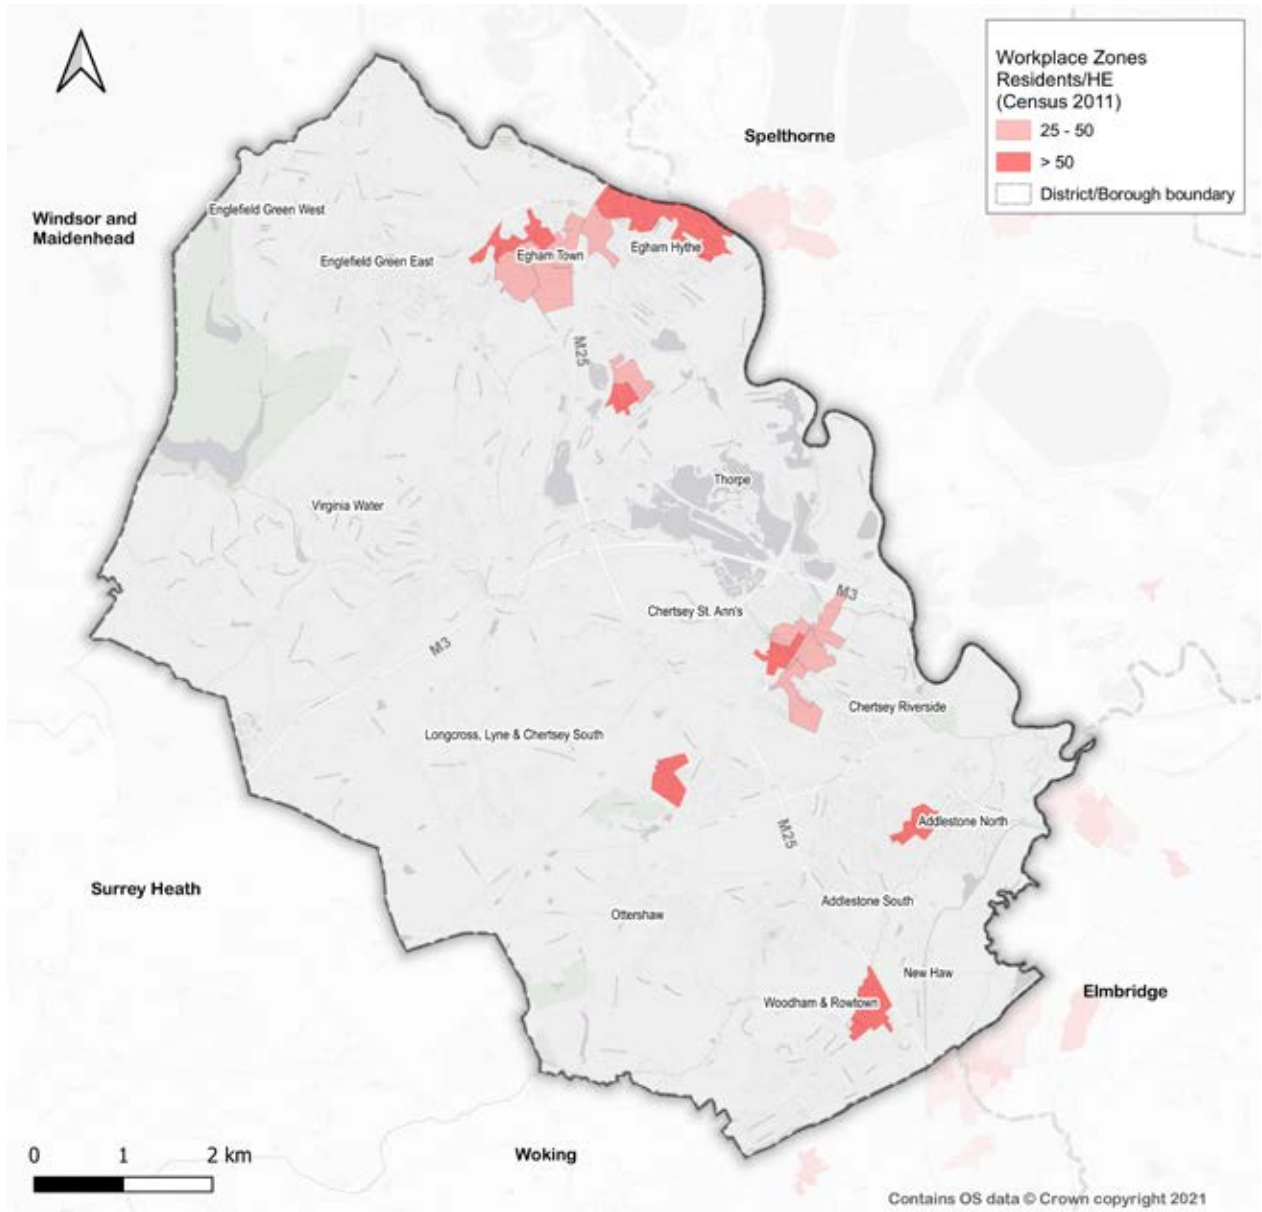 Workplace Zones
Residents/HE
(Census 2011)
25 - 50
> 50
District/Borough boundary
Spelthorne
Windsor and
Maidenhead
Englefield Green West
Englefield Green East
Egham Town
Egham Hythe
M25
Thorpe
Virginia Water
M3
Chertsey St. Ann's
M3
Chertsey Riverside
Longcross, Lyne & Chertsey South
M25
Addlestone North
Surrey Heath
Addlestone South
Ottershaw
New Haw
Woodham & Rowtown
Elmbridge
Woking
0 1 2 km
Contains OS data © Crown copyright 2021